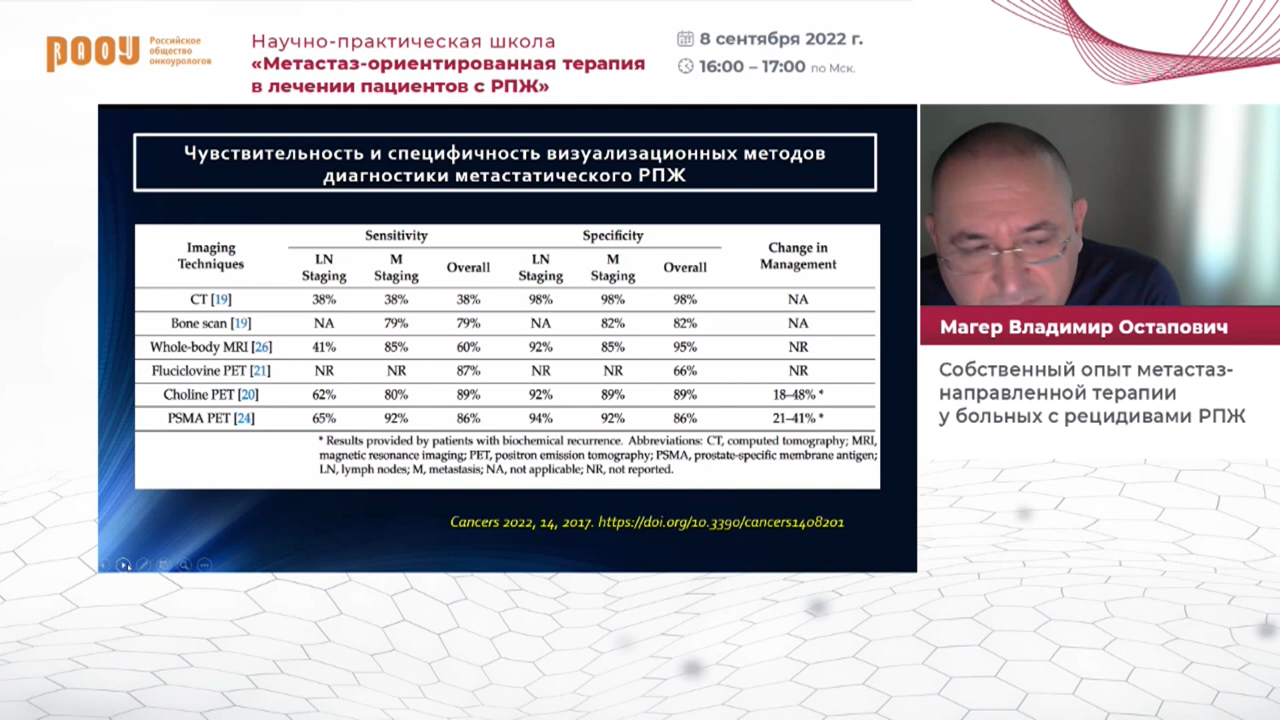 РАОУ
Российское
общество
онкоурологов
Научно-практическая школа
«Метастаз-ориентированная терапия
в лечении пациентов с РПЖ»
8 сентября 2022 г.
16:00 – 17:00 по Мск.
Чувствительность и специфичность визуализационных методов
диагностики метастатического РПЖ
Imaging Techniques | Sensitivity | Specificity | Change in Management
LN Staging | M Staging | Overall | LN Staging | M Staging | Overall
CT [19] 38% 38% 38% 98% 98% 98% NA
Bone scan [19] NA 79% 79% NA 82% 82% NA
Whole-body MRI [26] 41% 85% 60% 92% 85% 95% NR
Fluciclovine PET [21] NR NR 87% NR NR 66% NR
Choline PET [20] 62% 80% 89% 92% 89% 89% 18–48% *
PSMA PET [24] 65% 92% 86% 94% 92% 86% 21–41% *
* Results provided by patients with biochemical recurrence. Abbreviations: CT, computed tomography; MRI,
magnetic resonance imaging; PET, positron emission tomography; PSMA, prostate-specific membrane antigen;
LN, lymph nodes; M, metastasis; NA, not applicable; NR, not reported.
Cancers 2022, 14, 2017. https://doi.org/10.3390/cancers1408201
Магер Владимир Остапович
Собственный опыт метастаз-
направленной терапии
у больных с рецидивами РПЖ